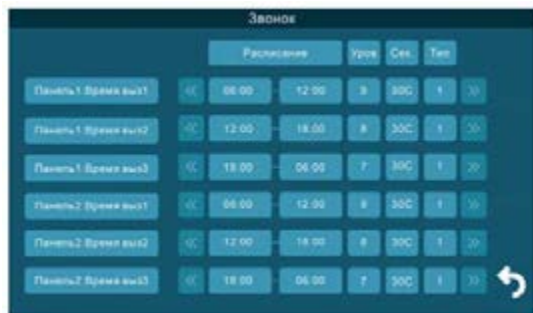 Звонок
Расписание Уров Сек. Тип
Панель1 Время выз1 << 06:00 - 12:00 9 30С 1 >>
Панель1 Время выз2 << 12:00 - 18:00 8 30С 1 >>
Панель1 Время выз3 << 18:00 - 06:00 7 30С 1 >>
Панель2 Время выз1 << 06:00 - 12:00 9 30С 1 >>
Панель2 Время выз2 << 12:00 - 18:00 8 30С 1 >>
Панель2 Время выз3 << 18:00 - 06:00 7 30С 1 >>